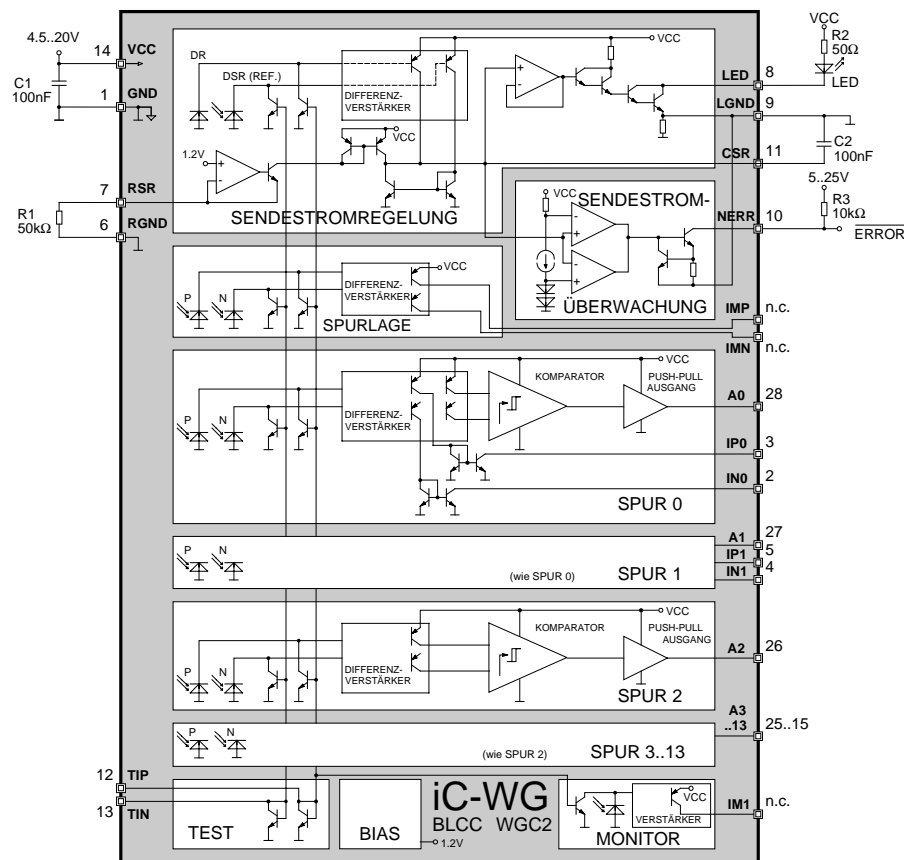 4.5..20V
14
VCC
C1
100nF
1
GND
7
RSR
R1
50kΩ
6
RGND
12
TIP
13
TIN
DR
DSR (REF.)
DIFFERENZ-
VERSTÄRKER
VCC
1.2V
VCC
SENDESTROMREGELUNG
VCC
SENDESTROM-
ÜBERWACHUNG
P
N
DIFFERENZ-
VERSTÄRKER
VCC
SPURLAGE
P
N
DIFFERENZ-
VERSTÄRKER
VCC
KOMPARATOR
PUSH-PULL
AUSGANG
SPUR 0
P
N
(wie SPUR 0)
SPUR 1
P
N
DIFFERENZ-
VERSTÄRKER
VCC
KOMPARATOR
PUSH-PULL
AUSGANG
SPUR 2
P
N
(wie SPUR 2)
SPUR 3..13
TEST
BIAS
1.2V
iC-WG
BLCC WGC2
VCC
VERSTÄRKER
MONITOR
VCC
R2
50Ω
LED
LED
8
LGND
9
C2
100nF
CSR
11
5..25V
R3
10kΩ
NERR
10
ERROR
IMP
n.c.
IMN
n.c.
A0
28
IP0
3
IN0
2
A1
27
IP1
5
IN1
4
A2
26
A3
..13
25..15
IM1
n.c.